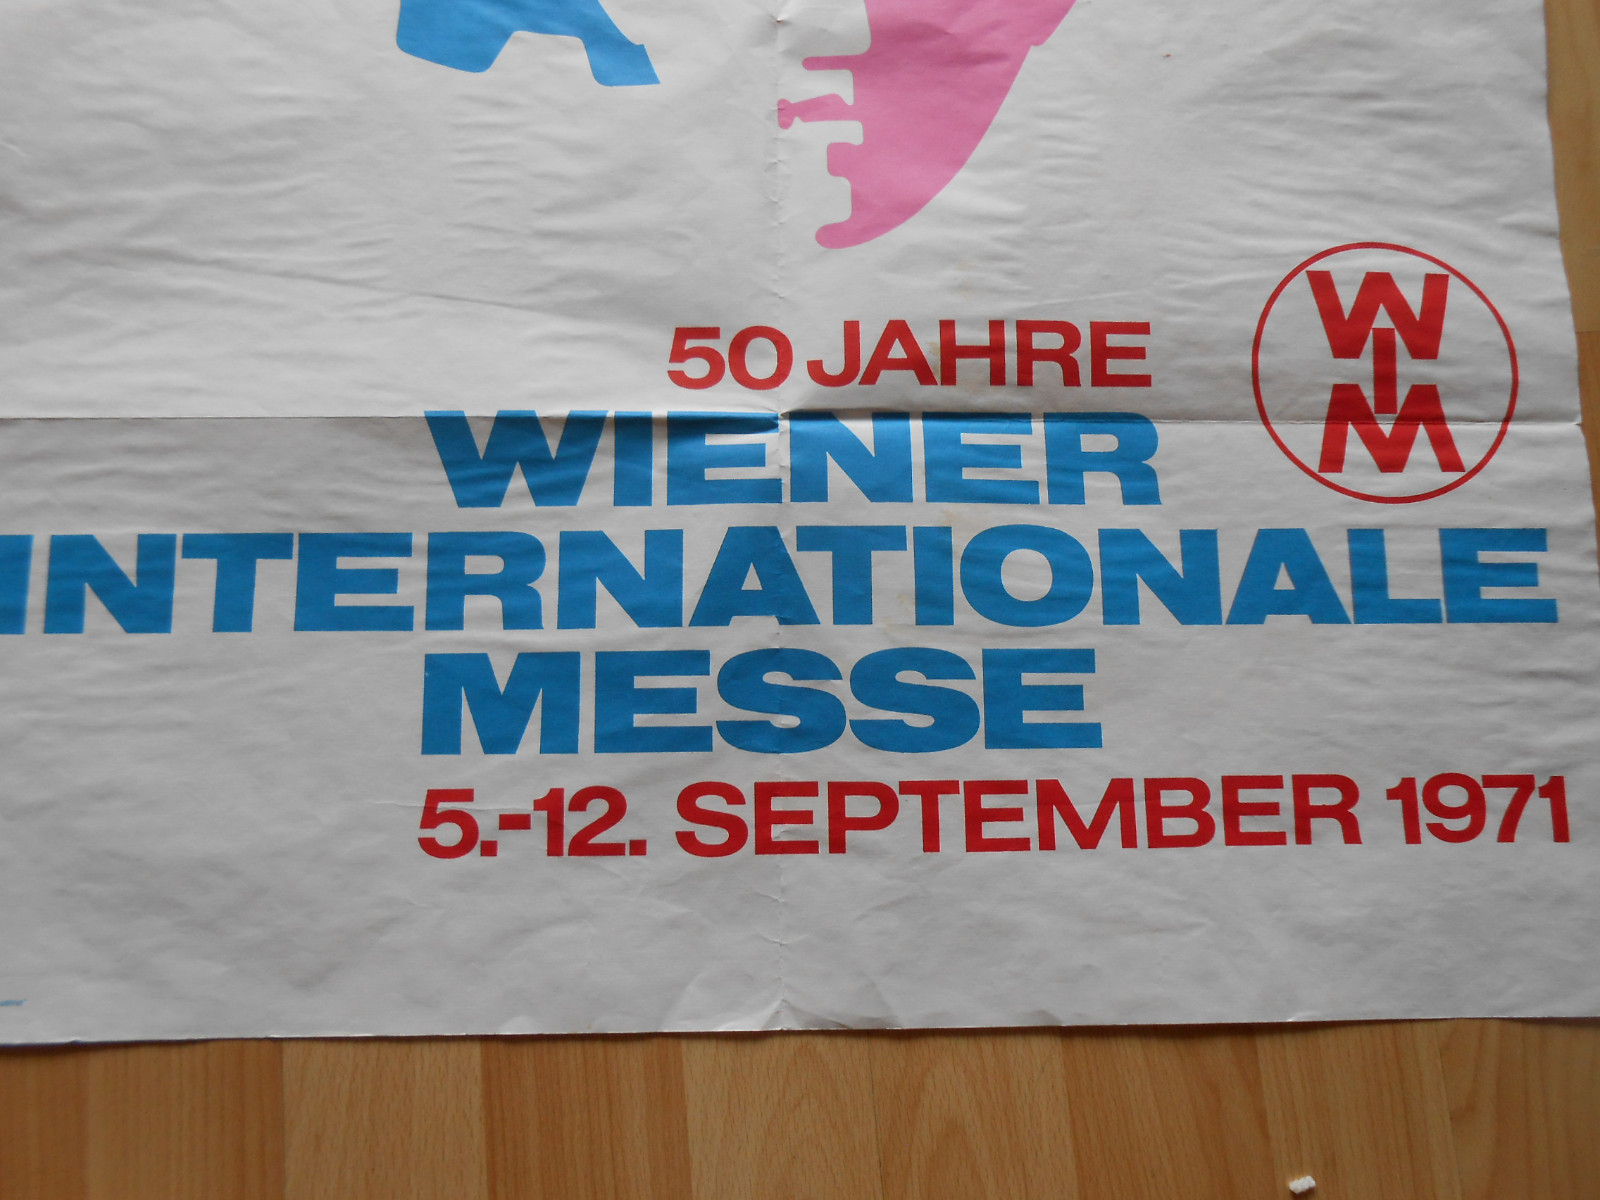 50 JAHRE
WIM
WIENER
INTERNATIONALE
MESSE
5.-12. SEPTEMBER 1971